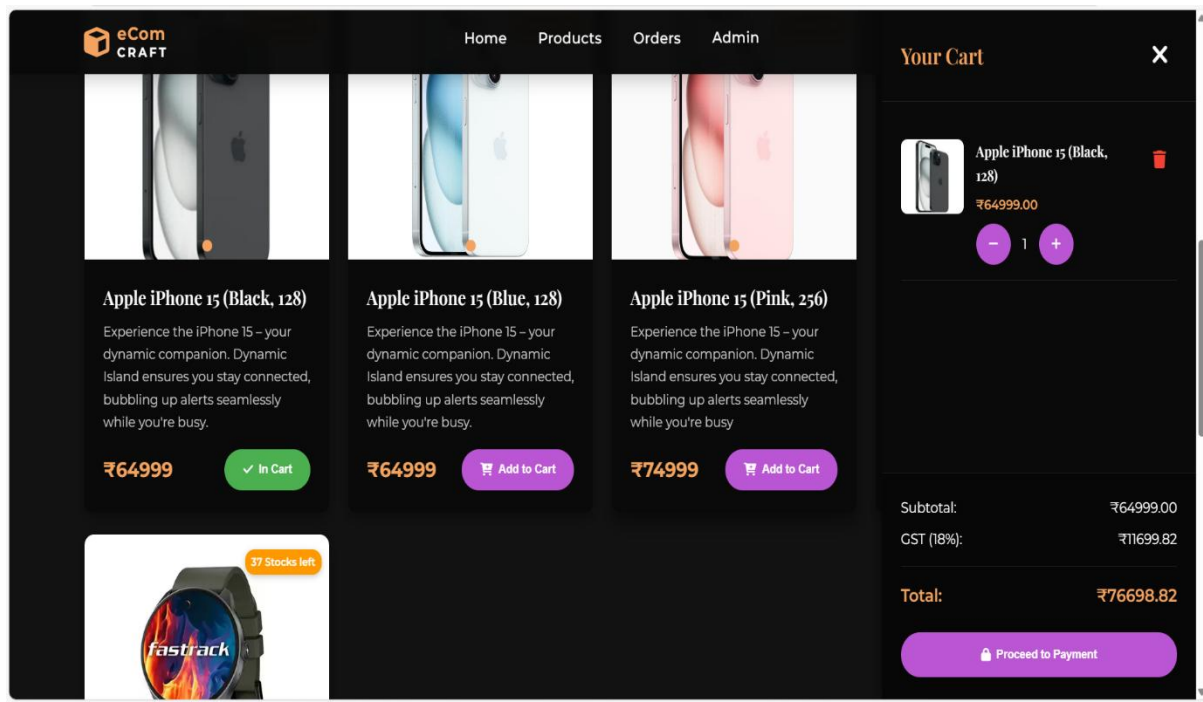 eCom
CRAFT
Home Products Orders Admin
Apple iPhone 15 (Black, 128)
Experience the iPhone 15 – your
dynamic companion. Dynamic
Island ensures you stay connected,
bubbling up alerts seamlessly
while you're busy.
₹64999
In Cart
Apple iPhone 15 (Blue, 128)
Experience the iPhone 15 – your
dynamic companion. Dynamic
Island ensures you stay connected,
bubbling up alerts seamlessly
while you're busy.
₹64999
Add to Cart
Apple iPhone 15 (Pink, 256)
Experience the iPhone 15 – your
dynamic companion. Dynamic
Island ensures you stay connected,
bubbling up alerts seamlessly
while you're busy
₹74999
Add to Cart
37 Stocks left
fastrack
Your Cart
Apple iPhone 15 (Black,
128)
₹64999.00
− 1 +
Subtotal: ₹64999.00
GST (18%): ₹11699.82
Total: ₹76698.82
Proceed to Payment